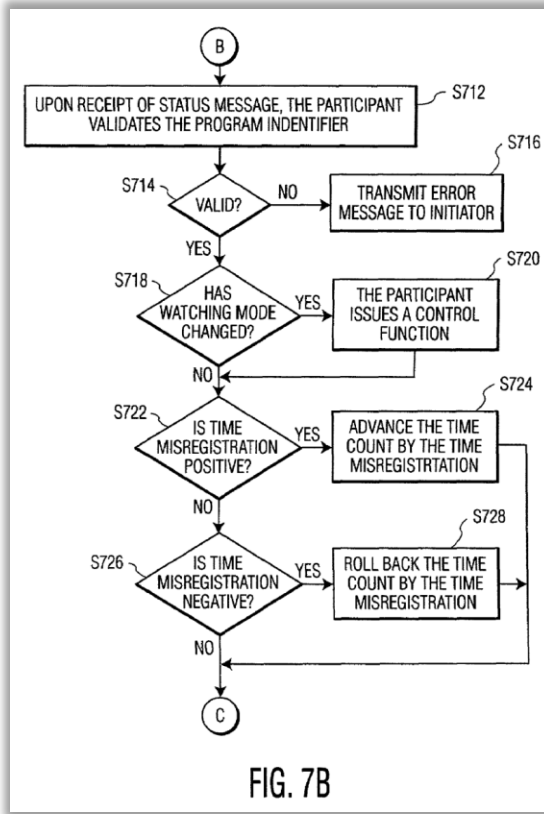 B
S712
UPON RECEIPT OF STATUS MESSAGE, THE PARTICIPANT
VALIDATES THE PROGRAM INDENTIFIER
S714
VALID?
NO
S716
TRANSMIT ERROR
MESSAGE TO INITIATOR
YES
S718
HAS
WATCHING MODE
CHANGED?
YES
S720
THE PARTICIPANT
ISSUES A CONTROL
FUNCTION
NO
S722
IS TIME
MISREGISTRATION
POSITIVE?
YES
S724
ADVANCE THE TIME
COUNT BY THE TIME
MISREGISTRTATION
NO
S726
IS TIME
MISREGISTRATION
NEGATIVE?
YES
S728
ROLL BACK THE TIME
COUNT BY THE TIME
MISREGISTRATION
NO
C
FIG. 7B